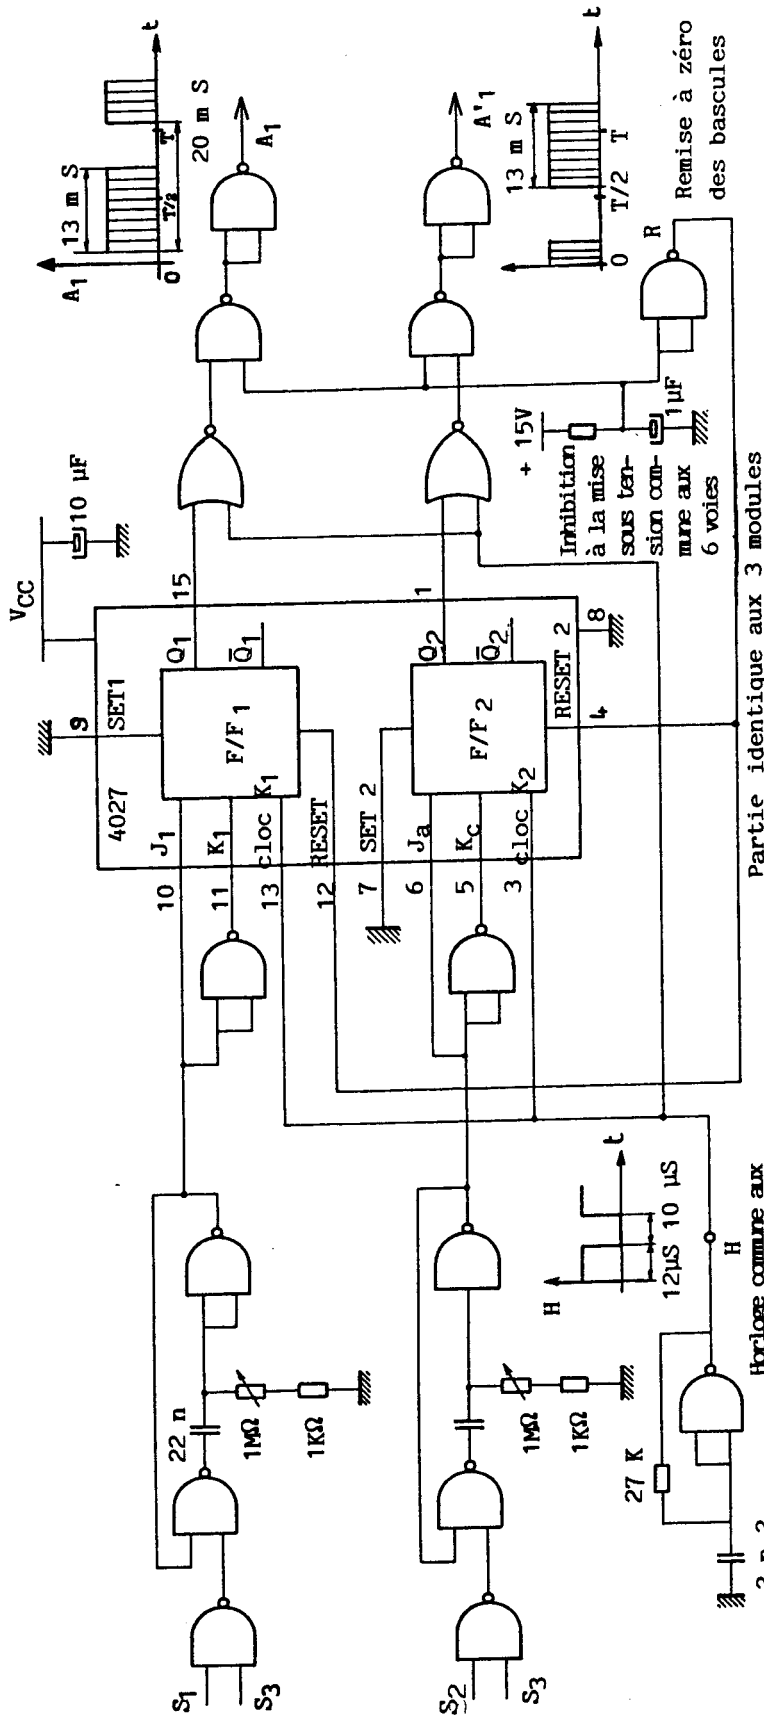 A₁
13 m S
0
T/2
T
t
20 m S
A₁
V_CC
10 µF
9
SET1
4027
10
J₁
11
K₁
13
cloc K₁
12
RESET
F/F₁
Q₁
15
Q̅₁
S₁
S₃
22 n
1MΩ
1KΩ
7
SET 2
6
Jₐ
5
K_C
3
cloc K₂
F/F₂
Q₂
1
Q̅₂
RESET 2
4
8
S₂
S₃
1MΩ
1KΩ
A'₁
13 m S
0
T/2
T
t
+ 15V
1µF
Inhibition
à la mise
sous ten-
sion com-
mune aux
6 voies
R
Remise à zéro
des bascules
H
t
12µS 10 µS
27 K
H
Horloge commune aux
Partie identique aux 3 modules